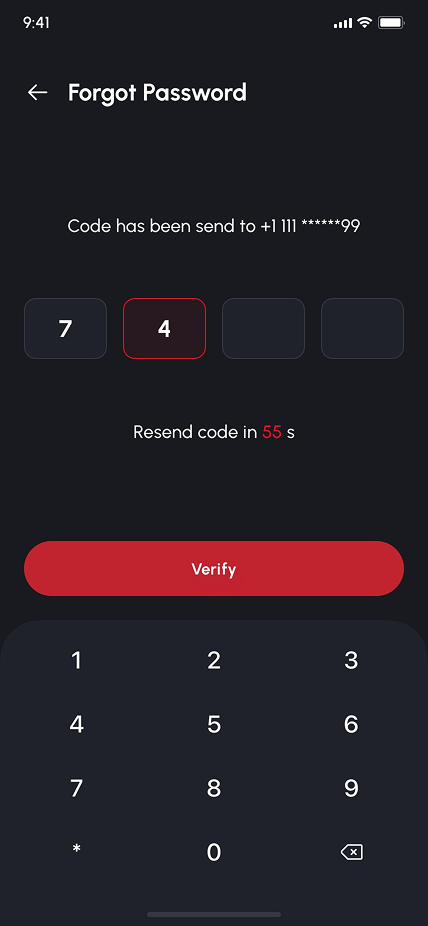 9:41
Forgot Password
Code has been send to +1 111 ******99
7 4
Resend code in 55 s
Verify
1 2 3
4 5 6
7 8 9
* 0